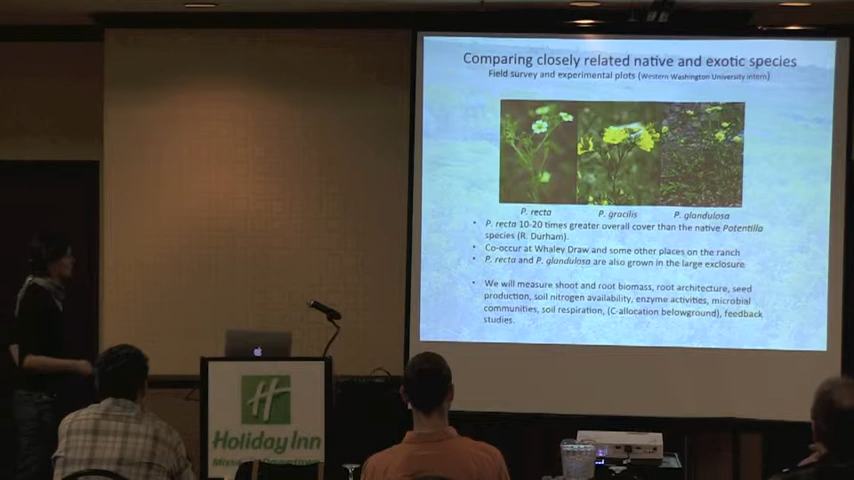 Comparing closely related native and exotic species
Field survey and experimental plots (Western Washington University intern)
P. recta
P. gracilis
P. glandulosa
• P. recta 10-20 times greater overall cover than the native Potentilla
species (R. Durham).
• Co-occur at Whaley Draw and some other places on the ranch
• P. recta and P. glandulosa are also grown in the large exclosure
• We will measure shoot and root biomass, root architecture, seed
production, soil nitrogen availability, enzyme activities, microbial
communities, soil respiration, (C-allocation belowground), feedback
studies.
H
Holiday Inn